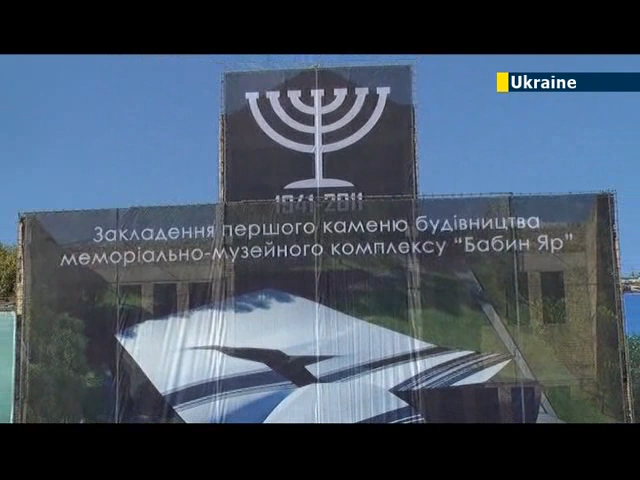 Ukraine
1941-2011
Закладення першого каменю будівництва
меморіально-музейного комплексу “Бабин Яр”